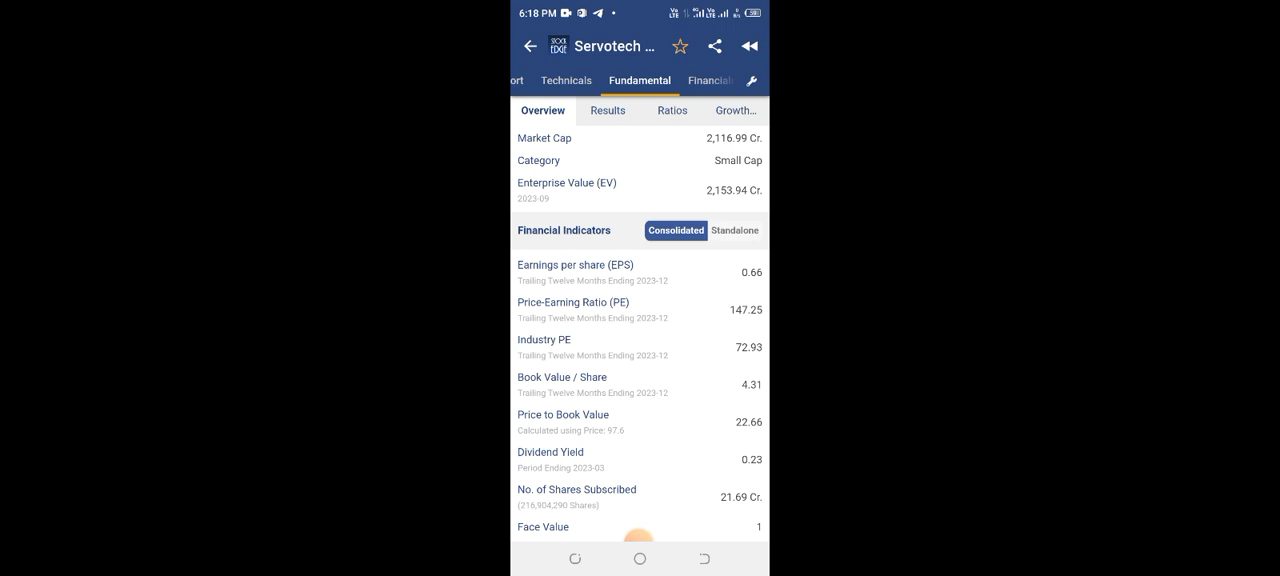 6:18 PM
STOCK EDGE Servotech ...
ort Technicals Fundamental Financial
Overview Results Ratios Growth...
Market Cap 2,116.99 Cr.
Category Small Cap
Enterprise Value (EV) 2,153.94 Cr.
2023-09
Financial Indicators Consolidated Standalone
Earnings per share (EPS) 0.66
Trailing Twelve Months Ending 2023-12
Price-Earning Ratio (PE) 147.25
Trailing Twelve Months Ending 2023-12
Industry PE 72.93
Trailing Twelve Months Ending 2023-12
Book Value / Share 4.31
Trailing Twelve Months Ending 2023-12
Price to Book Value 22.66
Calculated using Price: 97.6
Dividend Yield 0.23
Period Ending 2023-03
No. of Shares Subscribed 21.69 Cr.
(216,904,290 Shares)
Face Value 1